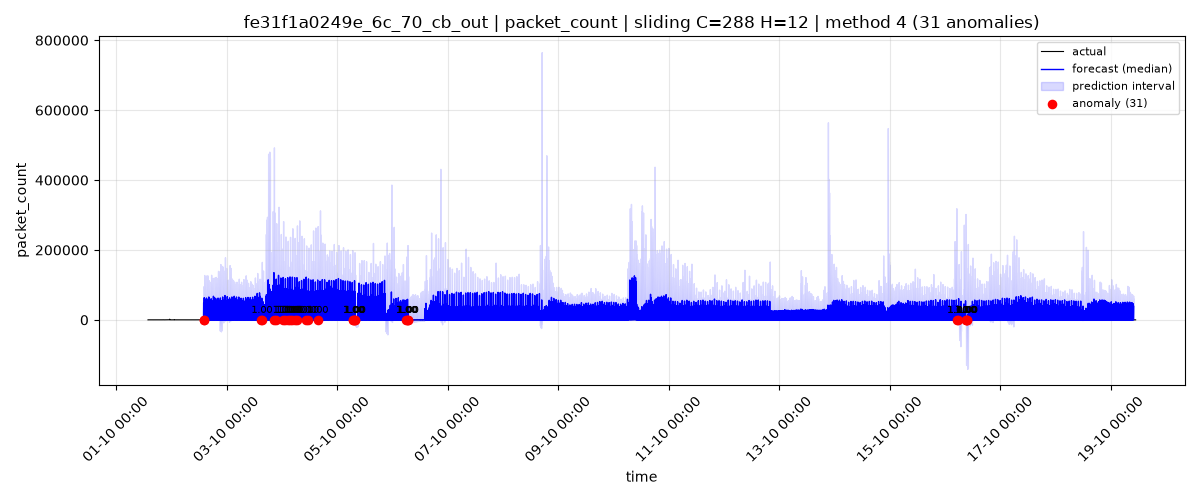 fe31f1a0249e_6c_70_cb_out | packet_count | sliding C=288 H=12 | method 4 (31 anomalies)
actual
forecast (median)
prediction interval
anomaly (31)
packet_count
800000
600000
400000
200000
0
1.00
1.00
1.00
01-10 00:00
03-10 00:00
05-10 00:00
07-10 00:00
09-10 00:00
11-10 00:00
13-10 00:00
15-10 00:00
17-10 00:00
19-10 00:00
time